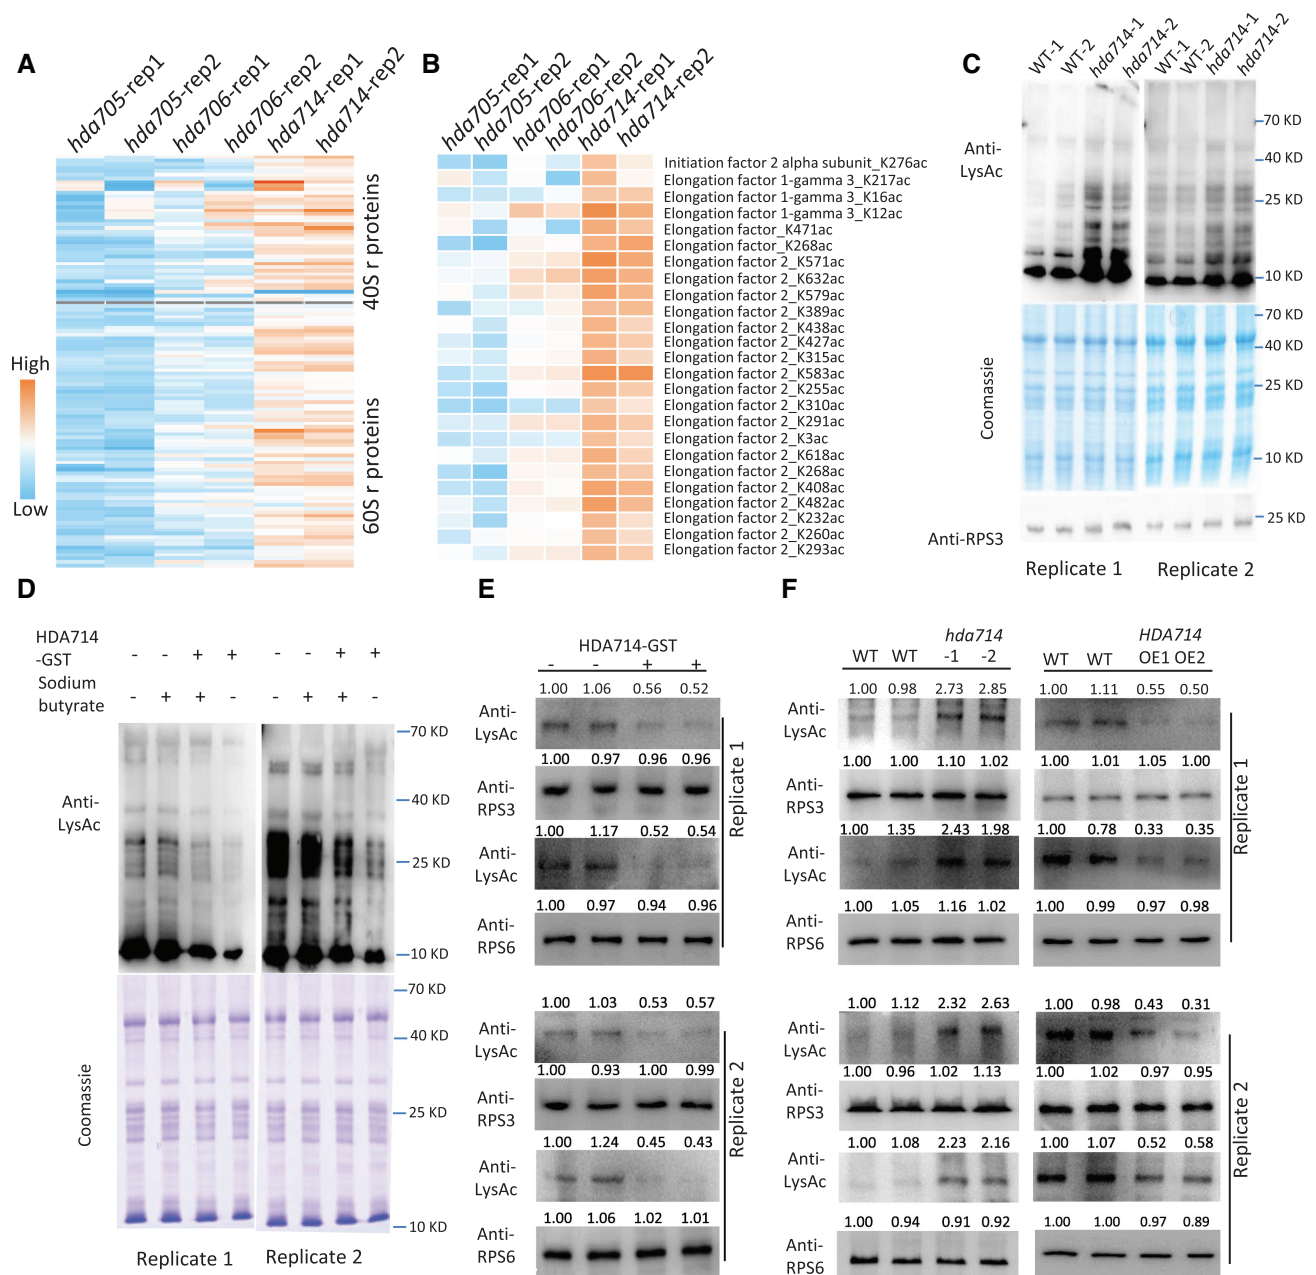 A
hda705-rep1
hda705-rep2
hda706-rep1
hda706-rep2
hda714-rep1
hda714-rep2
40S r proteins
60S r proteins
High
Low
B
hda705-rep1
hda705-rep2
hda706-rep1
hda706-rep2
hda714-rep1
hda714-rep2
Initiation factor 2 alpha subunit_K276ac
Elongation factor 1-gamma 3_K217ac
Elongation factor 1-gamma 3_K16ac
Elongation factor 1-gamma 3_K12ac
Elongation factor_K471ac
Elongation factor_K268ac
Elongation factor 2_K571ac
Elongation factor 2_K632ac
Elongation factor 2_K579ac
Elongation factor 2_K389ac
Elongation factor 2_K438ac
Elongation factor 2_K427ac
Elongation factor 2_K315ac
Elongation factor 2_K583ac
Elongation factor 2_K255ac
Elongation factor 2_K310ac
Elongation factor 2_K291ac
Elongation factor 2_K3ac
Elongation factor 2_K618ac
Elongation factor 2_K268ac
Elongation factor 2_K408ac
Elongation factor 2_K482ac
Elongation factor 2_K232ac
Elongation factor 2_K260ac
Elongation factor 2_K293ac
C
WT-1 WT-2 hda714-1 hda714-2 WT-1 WT-2 hda714-1 hda714-2
Anti-
LysAc
70 KD
40 KD
25 KD
10 KD
Coomassie
70 KD
40 KD
25 KD
10 KD
Anti-RPS3
25 KD
Replicate 1 Replicate 2
D
HDA714
-GST
- - + + - - + +
Sodium
butyrate
- + + - - + + -
Anti-
LysAc
70 KD
40 KD
25 KD
10 KD
Coomassie
70 KD
40 KD
25 KD
10 KD
Replicate 1 Replicate 2
E
HDA714-GST
- - + +
1.00 1.06 0.56 0.52
Anti-
LysAc
1.00 0.97 0.96 0.96
Anti-
RPS3
1.00 1.17 0.52 0.54
Anti-
LysAc
1.00 0.97 0.94 0.96
Anti-
RPS6
Replicate 1
1.00 1.03 0.53 0.57
Anti-
LysAc
1.00 0.93 1.00 0.99
Anti-
RPS3
1.00 1.24 0.45 0.43
Anti-
LysAc
1.00 1.06 1.02 1.01
Anti-
RPS6
Replicate 2
F
hda714 HDA714
WT WT -1 -2 WT WT OE1 OE2
1.00 0.98 2.73 2.85 1.00 1.11 0.55 0.50
Anti-
LysAc
1.00 1.00 1.10 1.02 1.00 1.01 1.05 1.00
Anti-
RPS3
1.00 1.35 2.43 1.98 1.00 0.78 0.33 0.35
Anti-
LysAc
1.00 1.05 1.16 1.02 1.00 0.99 0.97 0.98
Anti-
RPS6
Replicate 1
1.00 1.12 2.32 2.63 1.00 0.98 0.43 0.31
Anti-
LysAc
1.00 0.96 1.02 1.13 1.00 1.02 0.97 0.95
Anti-
RPS3
1.00 1.08 2.23 2.16 1.00 1.07 0.52 0.58
Anti-
LysAc
1.00 0.94 0.91 0.92 1.00 1.00 0.97 0.89
Anti-
RPS6
Replicate 2